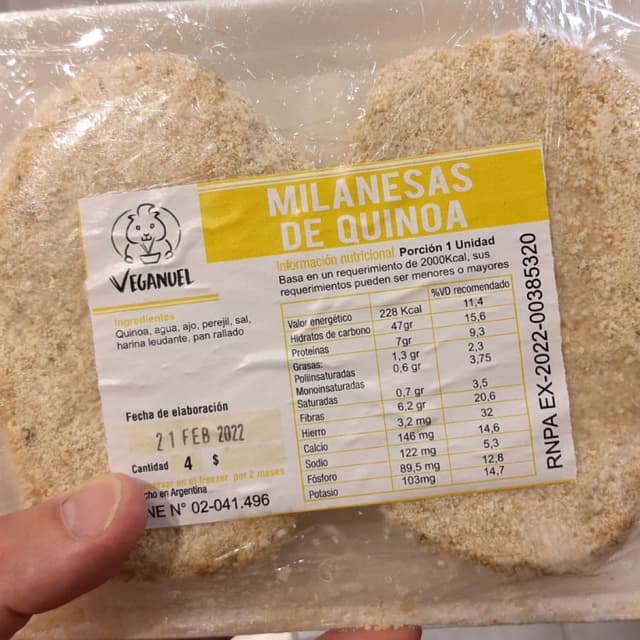 MILANESAS
DE QUINOA
VEGANUEL
Ingredientes
Quinoa, agua, ajo, perejil, sal,
harina leudante, pan rallado
Fecha de elaboración
21 FEB 2022
Cantidad 4 $
en el freezer por 2 meses
cho en Argentina
NE N° 02-041.496
Información nutricional Porción 1 Unidad
Basa en un requerimiento de 2000Kcal, sus
requerimientos pueden ser menores o mayores
%VD recomendado
Valor energético 228 Kcal 11,4
Hidratos de carbono 47gr 15,6
Proteinas 7gr 9,3
Grasas: 1,3 gr 2,3
Poliinsaturadas 0,6 gr 3,75
Monoinsaturadas
Saturadas 0,7 gr 3,5
Fibras 6,2 gr 20,6
Hierro 3,2 mg 32
Calcio 146 mg 14,6
Sodio 122 mg 5,3
Fósforo 89,5 mg 12,8
Potasio 103mg 14,7
RNPA EX-2022-00385320